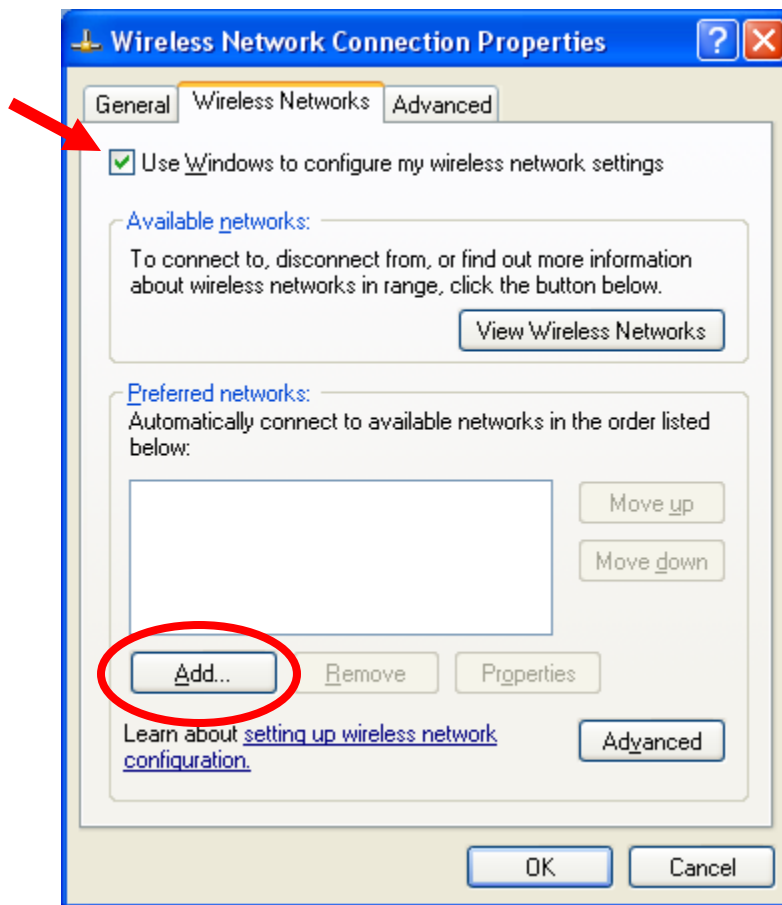 Wireless Network Connection Properties
General Wireless Networks Advanced
Use Windows to configure my wireless network settings
Available networks:
To connect to, disconnect from, or find out more information
about wireless networks in range, click the button below.
View Wireless Networks
Preferred networks:
Automatically connect to available networks in the order listed
below:
Move up
Move down
Add... Remove Properties
Learn about setting up wireless network
configuration.
Advanced
OK Cancel